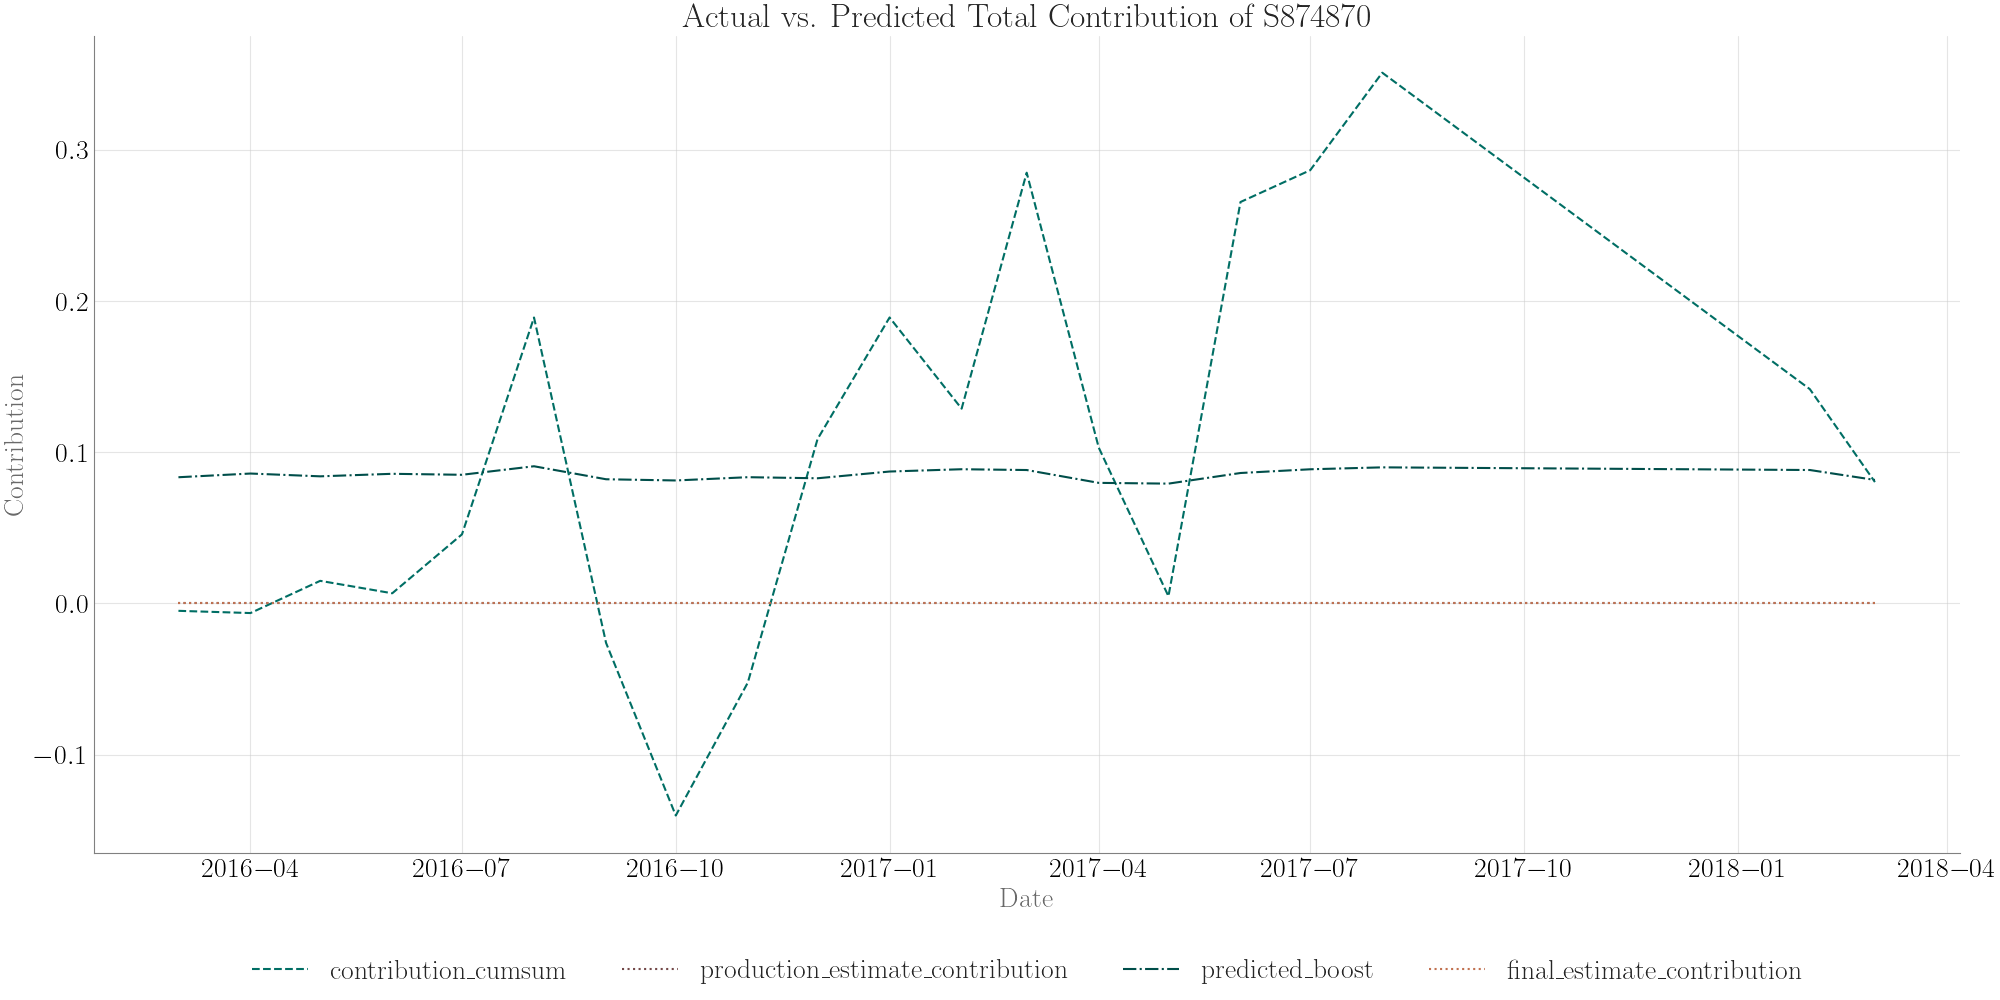 Actual vs. Predicted Total Contribution of S874870
Contribution
0.3
0.2
0.1
0.0
−0.1
2016−04 2016−07 2016−10 2017−01 2017−04 2017−07 2017−10 2018−01 2018−04
Date
contribution_cumsum production_estimate_contribution predicted_boost final_estimate_contribution